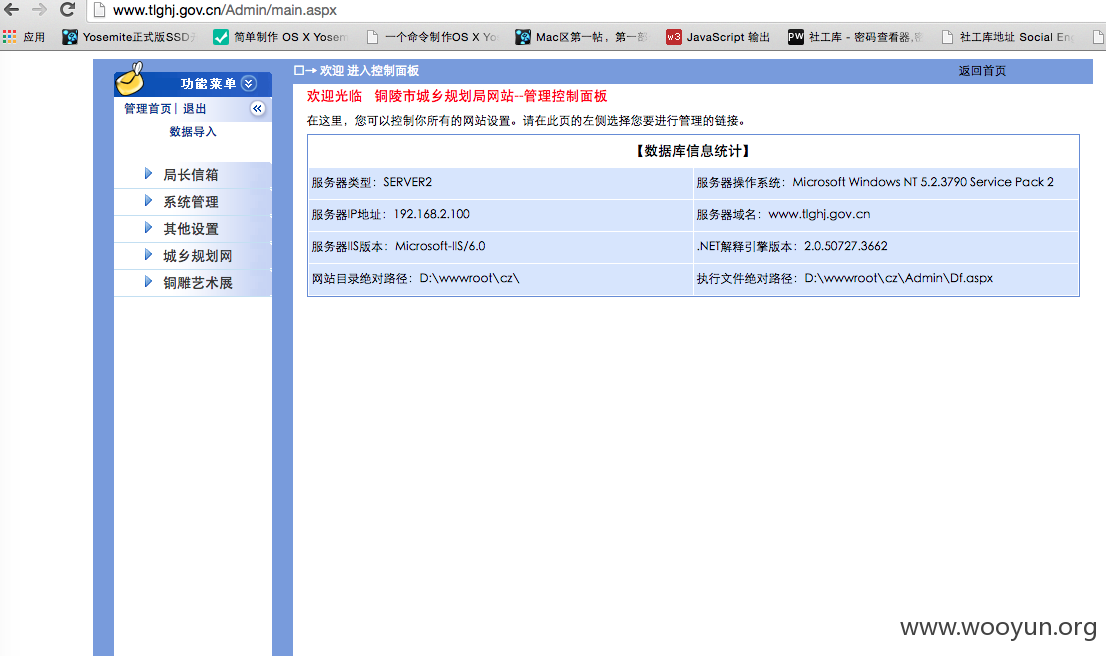 www.tlghj.gov.cn/Admin/main.aspx
应用 Yosemite正式版SSD 简单制作 OS X Yosem 一个命令制作OS X Yo Mac区第一帖，第一 w3 JavaScript 输出 PW 社工库 - 密码查看器, 社工库地址 Social En
功能菜单
管理首页 | 退出
数据导入
局长信箱
系统管理
其他设置
城乡规划网
铜雕艺术展
口→ 欢迎 进入控制面板 返回首页
欢迎光临 铜陵市城乡规划局网站--管理控制面板
在这里，您可以控制你所有的网站设置。请在此页的左侧选择您要进行管理的链接。
【数据库信息统计】
服务器类型：SERVER2 服务器操作系统：Microsoft Windows NT 5.2.3790 Service Pack 2
服务器IP地址：192.168.2.100 服务器域名：www.tlghj.gov.cn
服务器IIS版本：Microsoft-IIS/6.0 .NET解释引擎版本：2.0.50727.3662
网站目录绝对路径：D:\wwwroot\cz\ 执行文件绝对路径：D:\wwwroot\cz\Admin\Df.aspx
www.wooyun.org